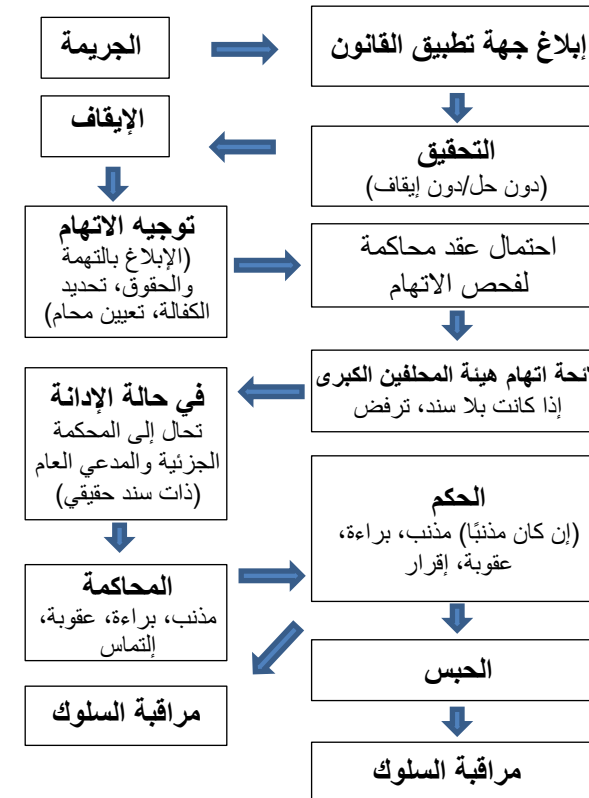 الجريمة
إبلاغ جهة تطبيق القانون
الإيقاف
التحقيق
(دون حل/دون إيقاف)
توجيه الاتهام
(الإبلاغ بالتهمة
والحقوق، تحديد
الكفالة، تعيين محام)
احتمال عقد محاكمة
لفحص الاتهام
ئحة اتهام هيئة المحلفين الكبرى
إذا كانت بلا سند، ترفض
في حالة الإدانة
تحال إلى المحكمة
الجزئية والمدعي العام
(ذات سند حقيقي)
الحكم
(إن كان مذنبًا) مذنب، براءة،
عقوبة، إقرار
المحاكمة
مذنب، براءة، عقوبة،
إلتماس
الحبس
مراقبة السلوك
مراقبة السلوك